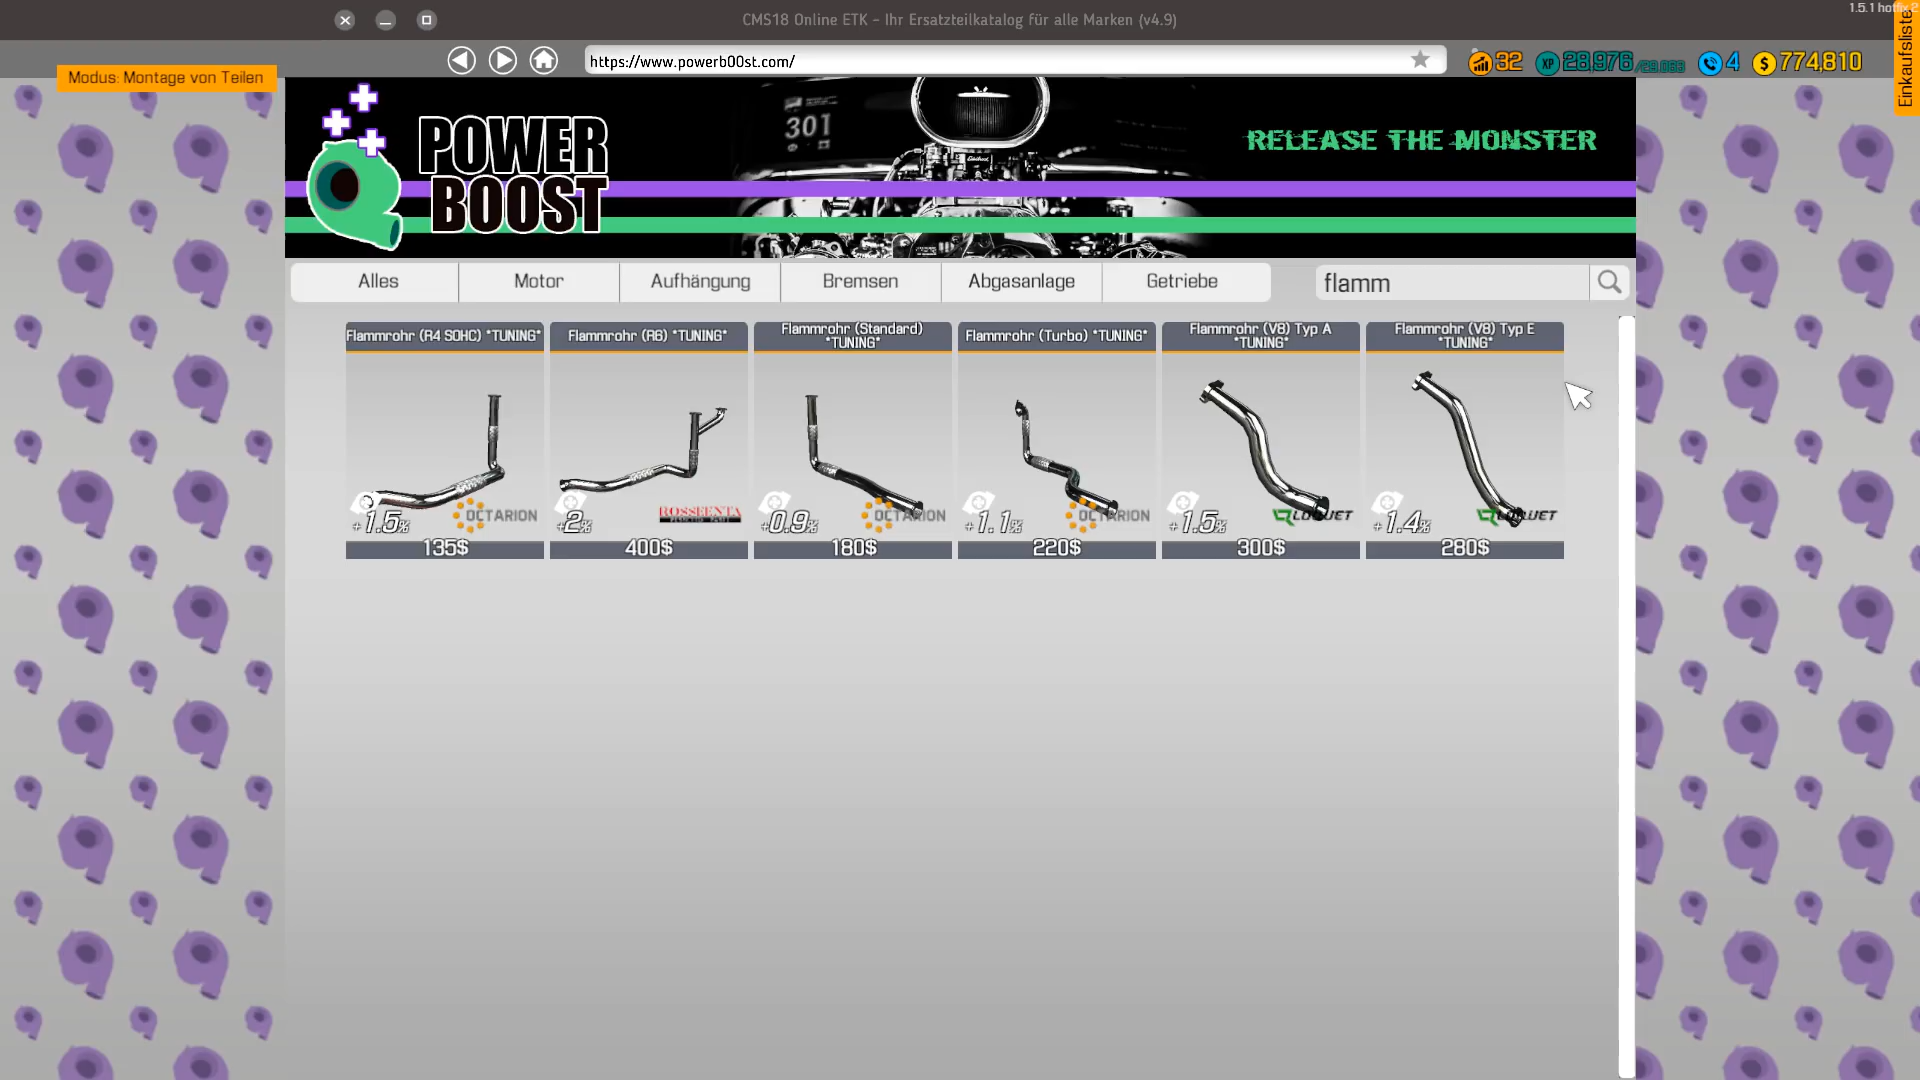 1.5.1 hotfix 2
CMS18 Online ETK - Ihr Ersatzteilkatalog für alle Marken (v4.9)
Einkaufsliste
https://www.powerb00st.com/
32
XP 28,976
4
$ 774,810
Modus: Montage von Teilen
POWER
BOOST
301
RELEASE THE MONSTER
Alles
Motor
Aufhängung
Bremsen
Abgasanlage
Getriebe
flamm
Flammrohr (R4 SOHC) *TUNING*
+1.5%
OCTARION
135$
Flammrohr (R6) *TUNING*
+2%
ROSSEENTA
400$
Flammrohr (Standard)
*TUNING*
+0.9%
OCTARION
180$
Flammrohr (Turbo) *TUNING*
+1.1%
OCTARION
220$
Flammrohr (V8) Typ A
*TUNING*
+1.5%
300$
Flammrohr (V8) Typ E
*TUNING*
+1.4%
280$